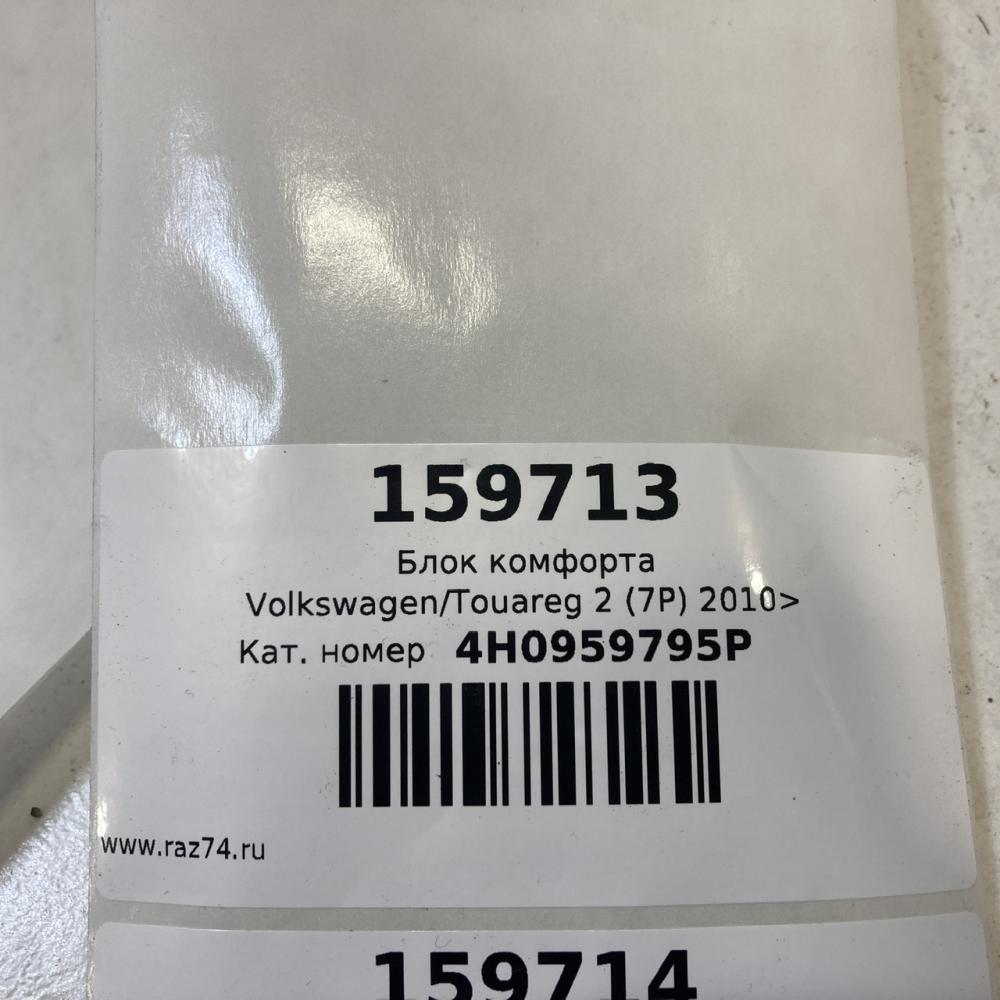 159713
Блок комфорта
Volkswagen/Touareg 2 (7P) 2010>
Кат. номер 4H0959795P
www.raz74.ru
159714